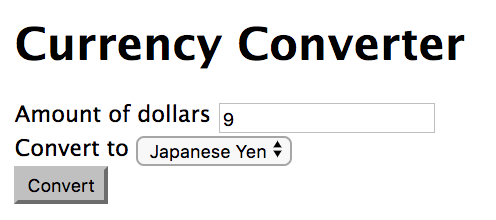 Currency Converter
Amount of dollars 9
Convert to Japanese Yen
Convert